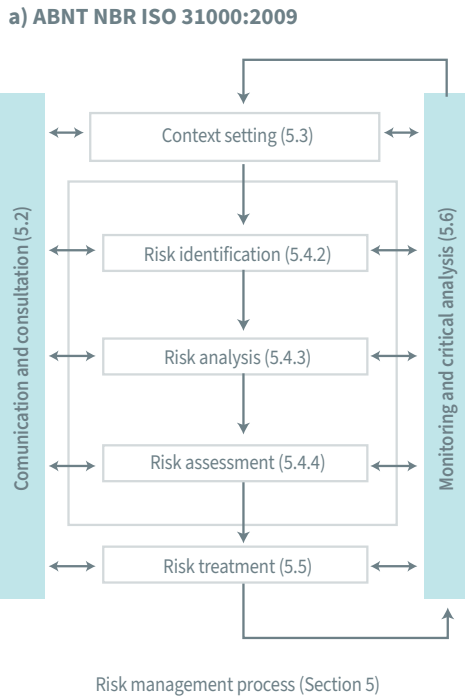 a) ABNT NBR ISO 31000:2009
Context setting (5.3)
Comunication and consultation (5.2)
Monitoring and critical analysis (5.6)
Risk identification (5.4.2)
Risk analysis (5.4.3)
Risk assessment (5.4.4)
Risk treatment (5.5)
Risk management process (Section 5)